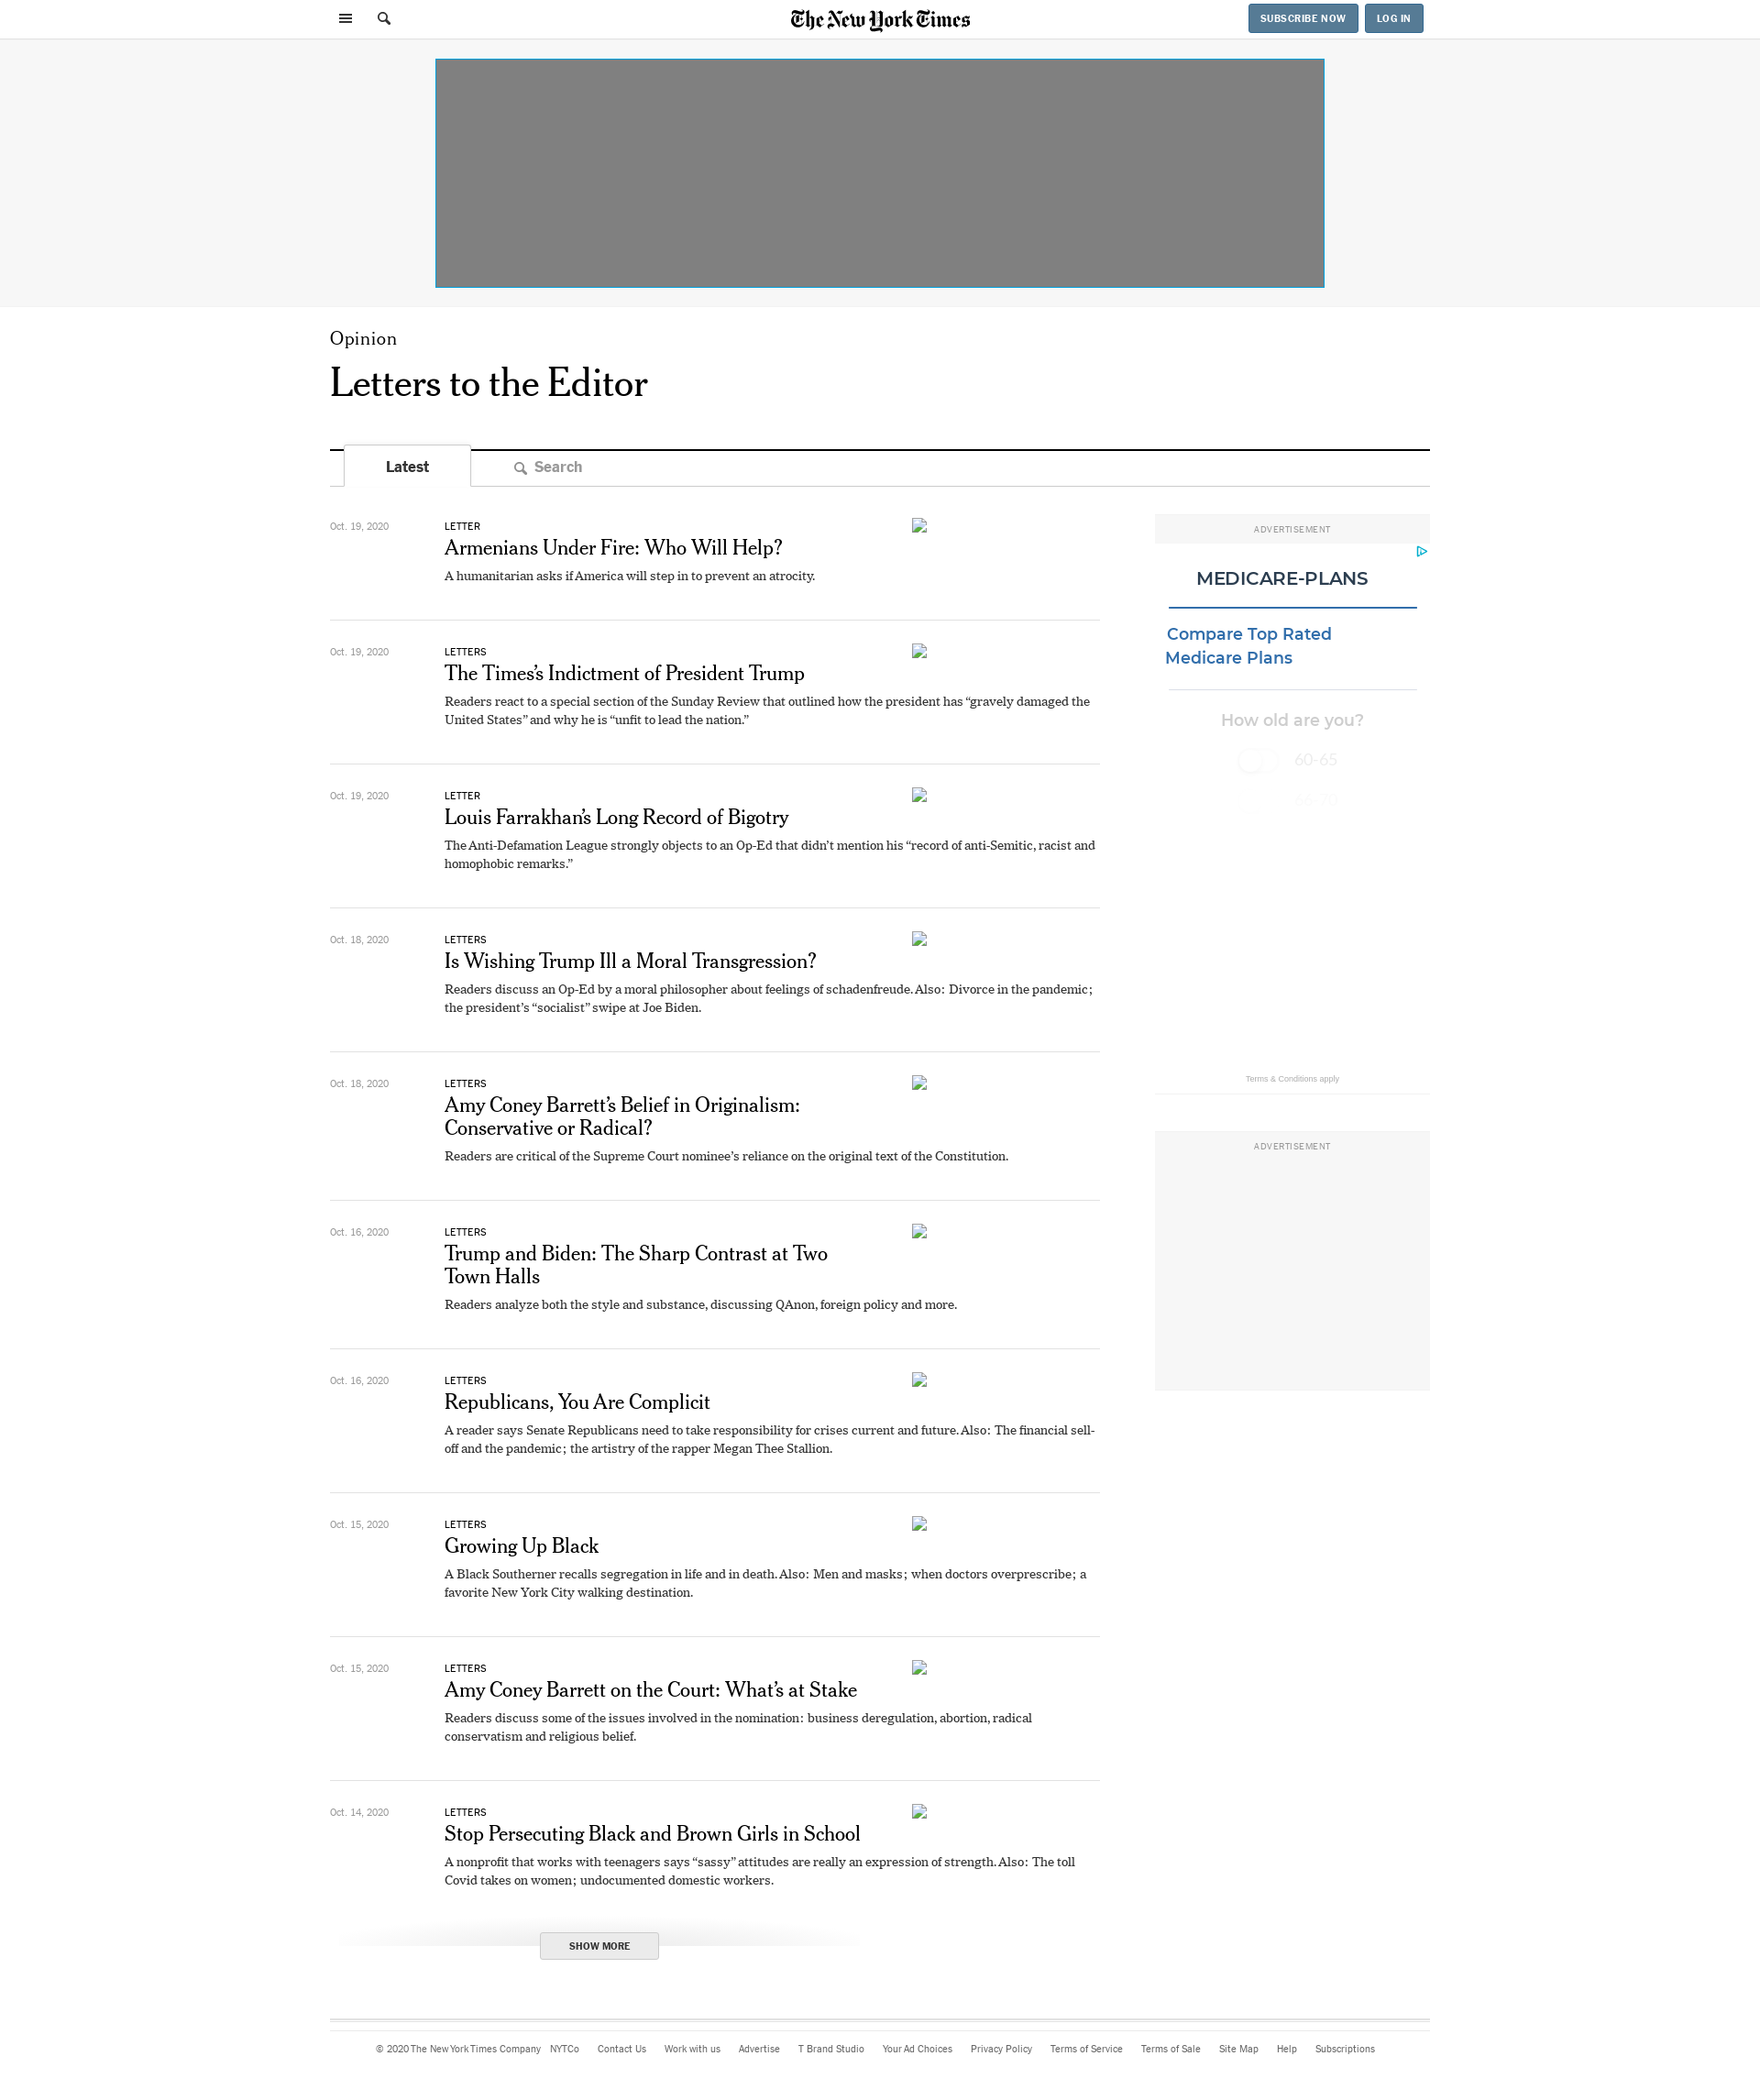 The New York Times
SUBSCRIBE NOW
LOG IN
Opinion
Letters to the Editor
Latest
Search
Oct. 19, 2020
LETTER
Armenians Under Fire: Who Will Help?
A humanitarian asks if America will step in to prevent an atrocity.
Oct. 19, 2020
LETTERS
The Times’s Indictment of President Trump
Readers react to a special section of the Sunday Review that outlined how the president has “gravely damaged the
United States” and why he is “unfit to lead the nation.”
Oct. 19, 2020
LETTER
Louis Farrakhan’s Long Record of Bigotry
The Anti-Defamation League strongly objects to an Op-Ed that didn’t mention his “record of anti-Semitic, racist and
homophobic remarks.”
Oct. 18, 2020
LETTERS
Is Wishing Trump Ill a Moral Transgression?
Readers discuss an Op-Ed by a moral philosopher about feelings of schadenfreude. Also: Divorce in the pandemic;
the president’s “socialist” swipe at Joe Biden.
Oct. 18, 2020
LETTERS
Amy Coney Barrett’s Belief in Originalism:
Conservative or Radical?
Readers are critical of the Supreme Court nominee’s reliance on the original text of the Constitution.
Oct. 16, 2020
LETTERS
Trump and Biden: The Sharp Contrast at Two
Town Halls
Readers analyze both the style and substance, discussing QAnon, foreign policy and more.
Oct. 16, 2020
LETTERS
Republicans, You Are Complicit
A reader says Senate Republicans need to take responsibility for crises current and future. Also: The financial sell-
off and the pandemic; the artistry of the rapper Megan Thee Stallion.
Oct. 15, 2020
LETTERS
Growing Up Black
A Black Southerner recalls segregation in life and in death. Also: Men and masks; when doctors overprescribe; a
favorite New York City walking destination.
Oct. 15, 2020
LETTERS
Amy Coney Barrett on the Court: What’s at Stake
Readers discuss some of the issues involved in the nomination: business deregulation, abortion, radical
conservatism and religious belief.
Oct. 14, 2020
LETTERS
Stop Persecuting Black and Brown Girls in School
A nonprofit that works with teenagers says “sassy” attitudes are really an expression of strength. Also: The toll
Covid takes on women; undocumented domestic workers.
SHOW MORE
ADVERTISEMENT
MEDICARE-PLANS
Compare Top Rated
Medicare Plans
How old are you?
60-65
Terms & Conditions apply
ADVERTISEMENT
© 2020 The New York Times Company NYTCo Contact Us Work with us Advertise T Brand Studio Your Ad Choices Privacy Policy Terms of Service Terms of Sale Site Map Help Subscriptions